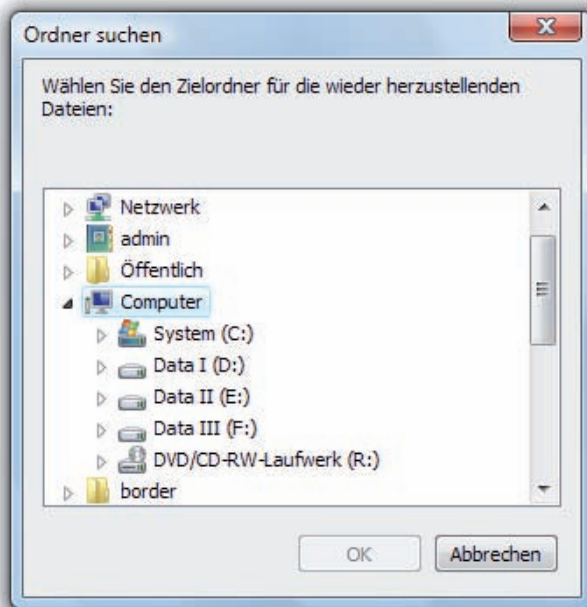 Ordner suchen
Wählen Sie den Zielordner für die wieder herzustellenden
Dateien:
Netzwerk
admin
Öffentlich
Computer
System (C:)
Data I (D:)
Data II (E:)
Data III (F:)
DVD/CD-RW-Laufwerk (R:)
border
OK
Abbrechen